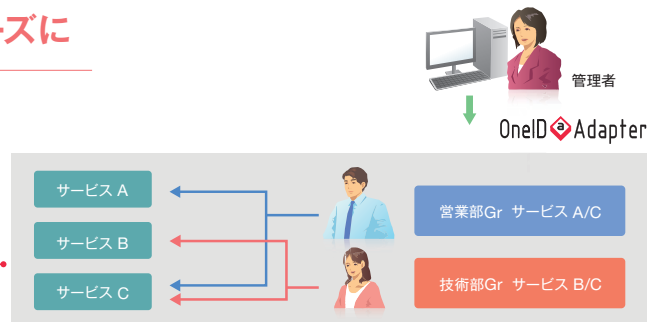 ーズに
管理者
OneID a Adapter
サービス A
営業部Gr サービス A/C
サービス B
技術部Gr サービス B/C
サービス C